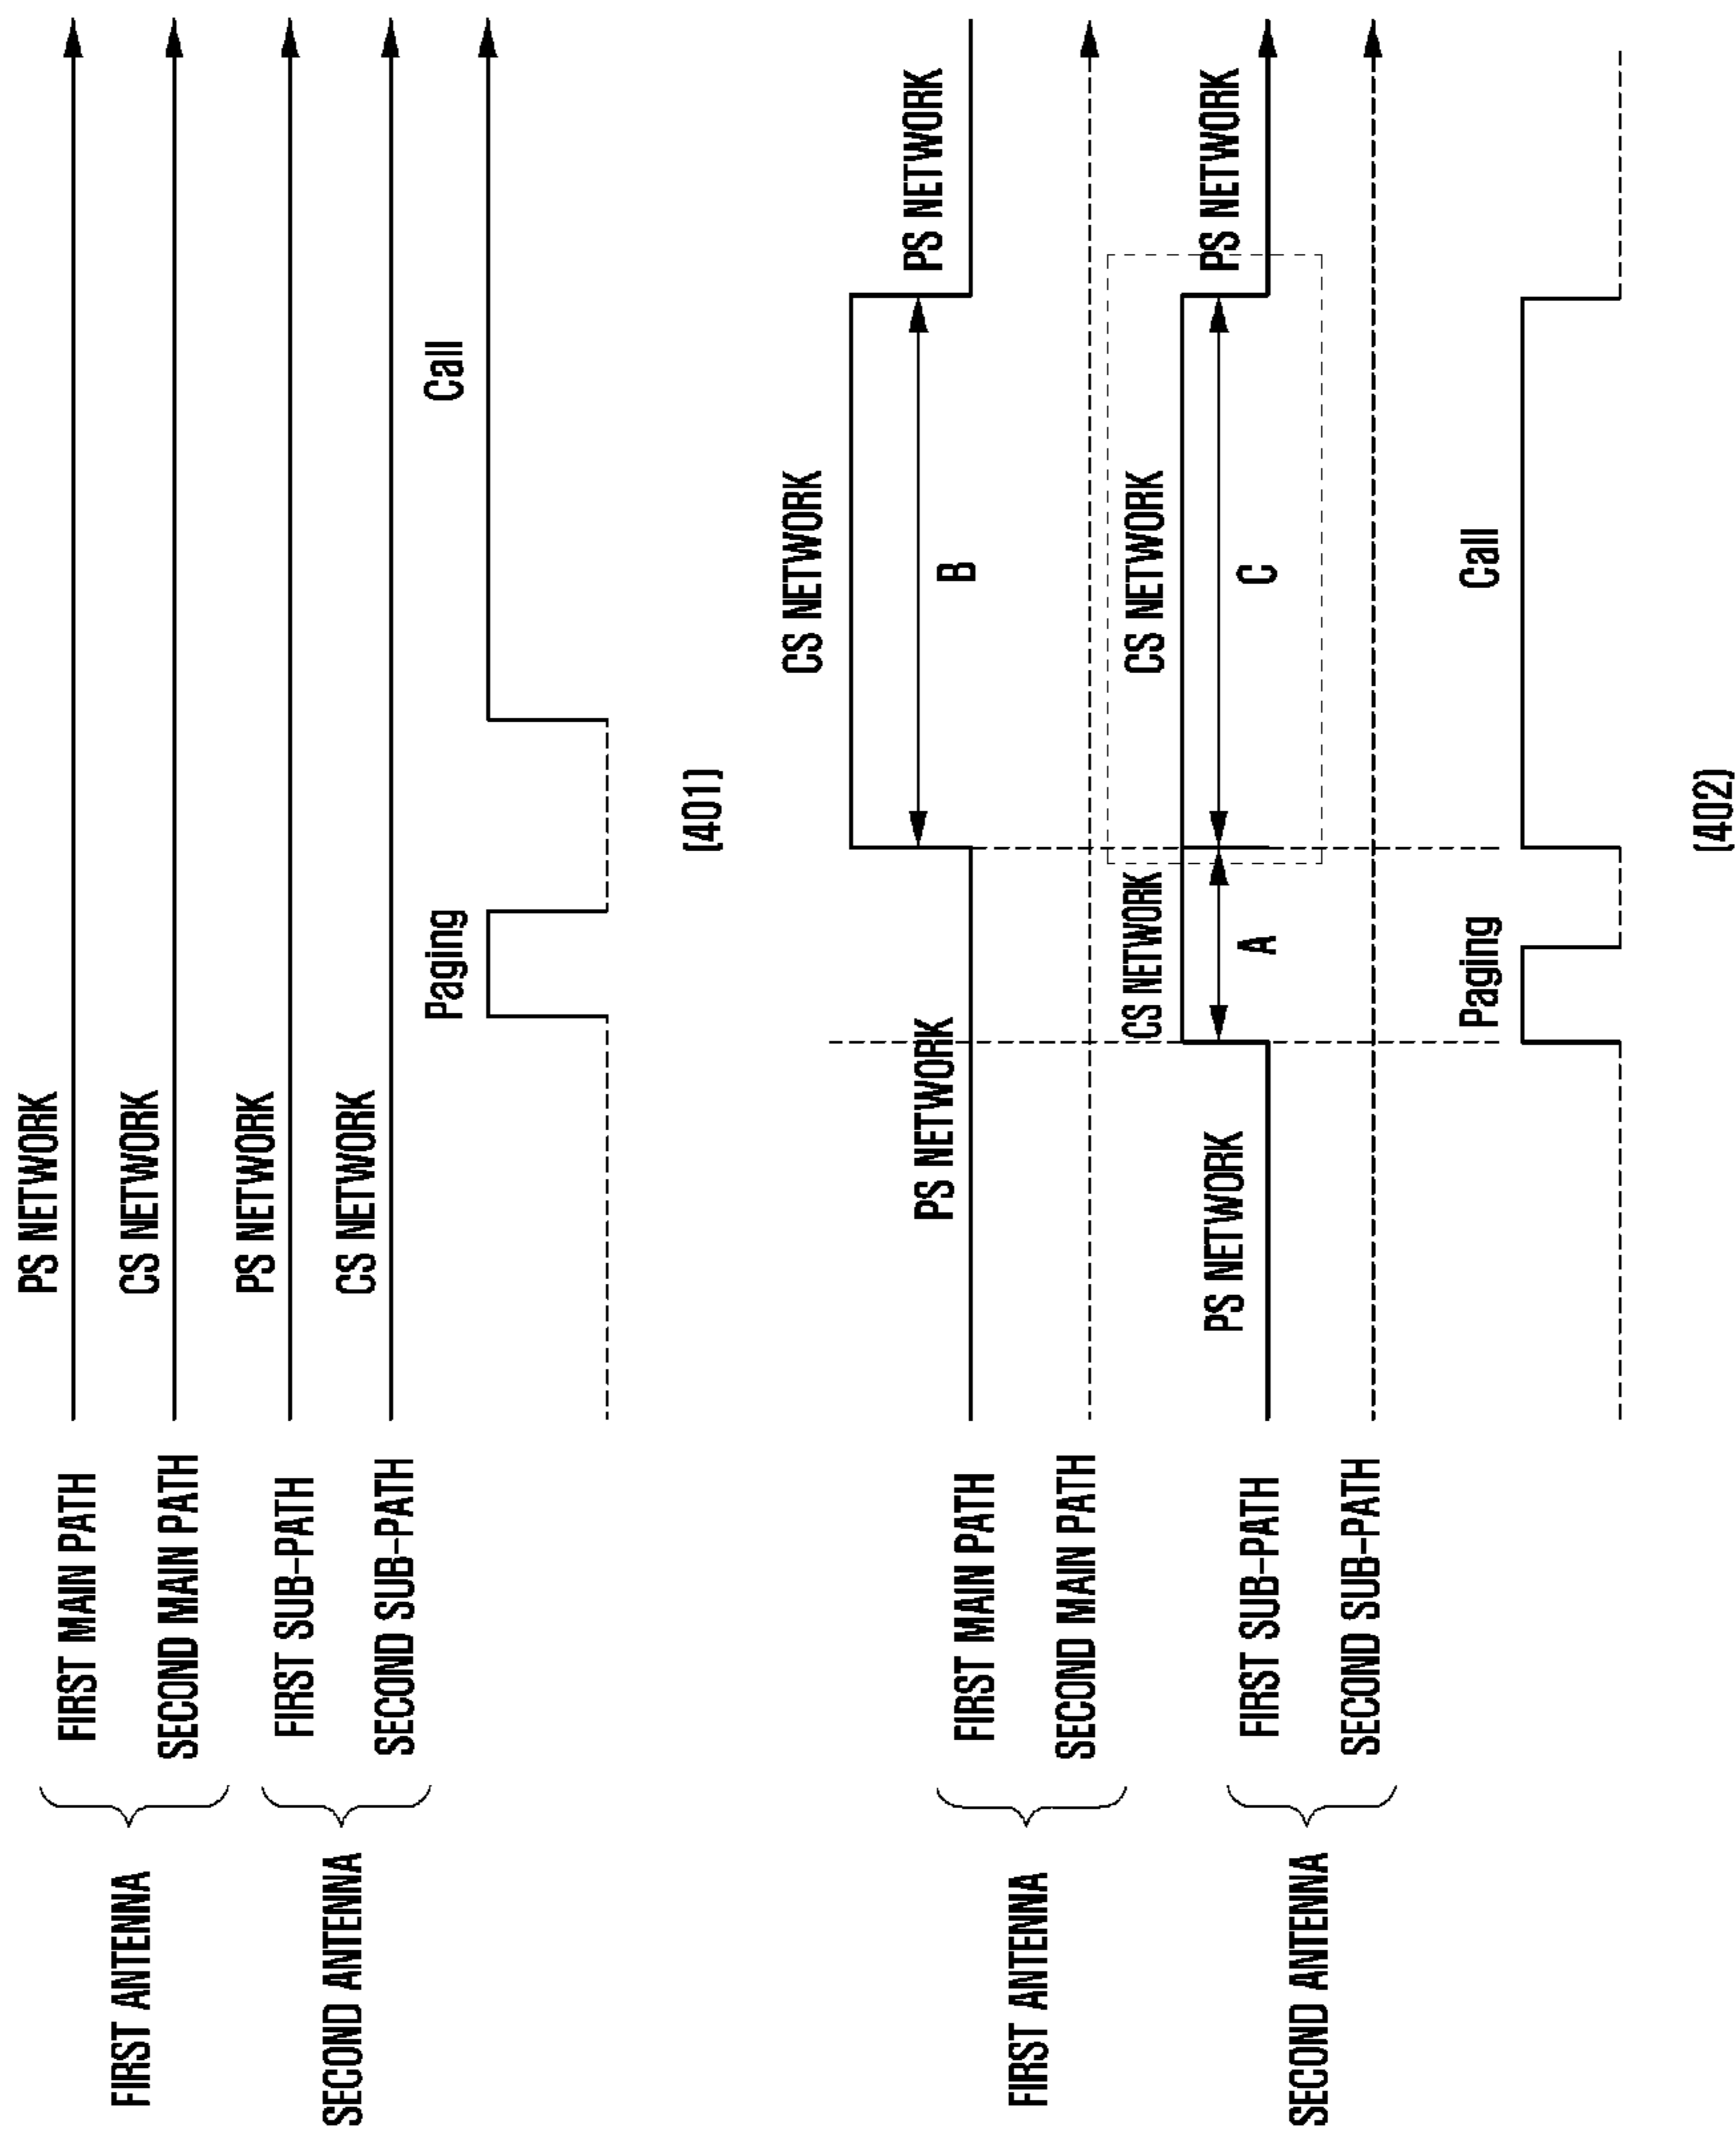 PS NETWORK
FIRST MAIN PATH
CS NETWORK
FIRST ANTENNA
SECOND MAIN PATH
PS NETWORK
FIRST SUB-PATH
CS NETWORK
SECOND ANTENNA
SECOND SUB-PATH
Paging
Call
(401)
CS NETWORK
PS NETWORK
PS NETWORK
B
FIRST MAIN PATH
FIRST ANTENNA
SECOND MAIN PATH
CS NETWORK
CS NETWORK
PS NETWORK
PS NETWORK
A
C
FIRST SUB-PATH
SECOND ANTENNA
SECOND SUB-PATH
Paging
Call
(402)